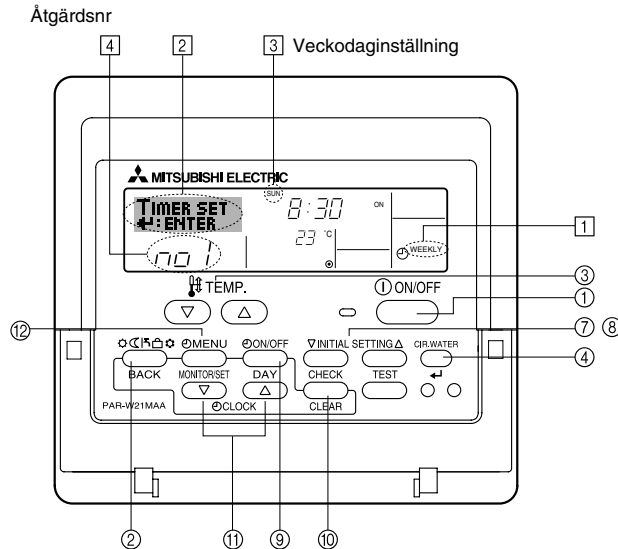 Åtgärdsnr
4 2 3 Veckodaginställning
MITSUBISHI ELECTRIC
SUN
TIMER SET 8:30 ON
↵:ENTER
23 °C
WEEKLY 1
no 1
TEMP. ON/OFF
③
①
⑫ ⑦ ⑧
MENU ON/OFF ▽ INITIAL SETTING △ CIR.WATER
④
BACK MONITOR/SET DAY CHECK TEST ↵
▽ △
PAR-W21MAA CLOCK CLEAR
② ⑪ ⑨ ⑩